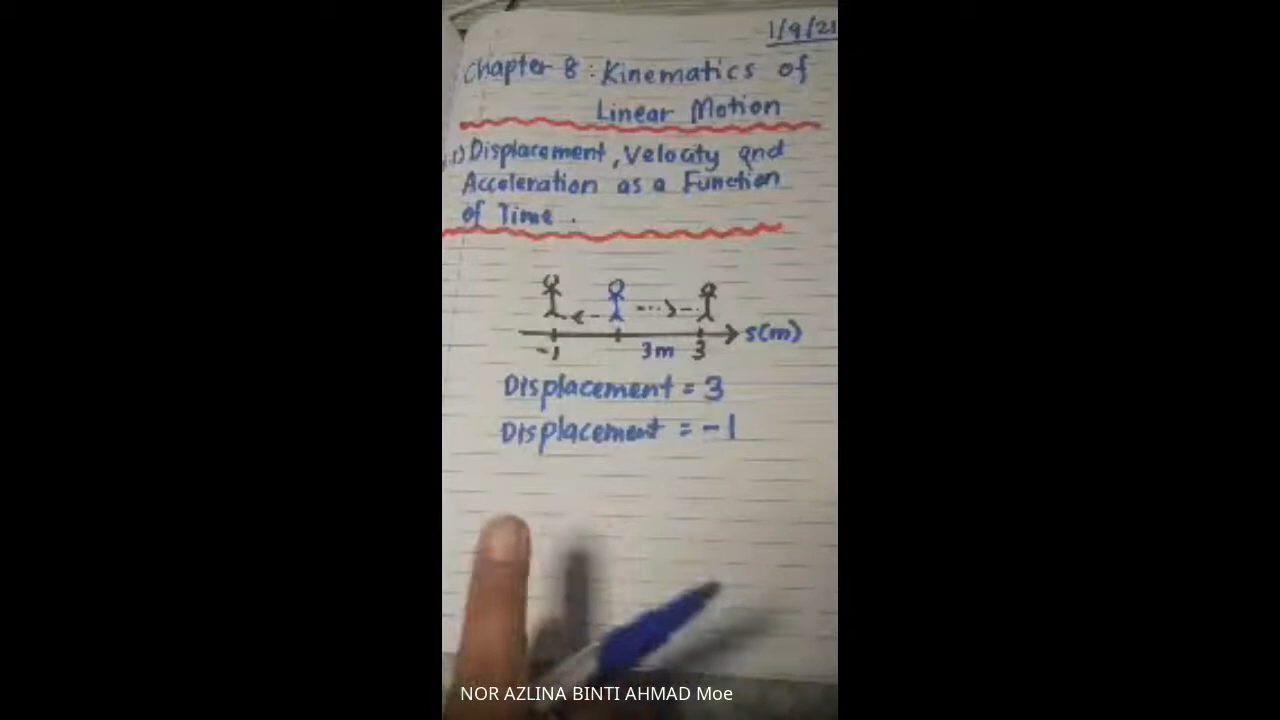 1/9/21
Chapter 8 : Kinematics of
Linear Motion
.1) Displacement, Velocity and
Acceleration as a Function
of Time.
-1 3m 3 s(m)
Displacement = 3
Displacement = -1
NOR AZLINA BINTI AHMAD Moe